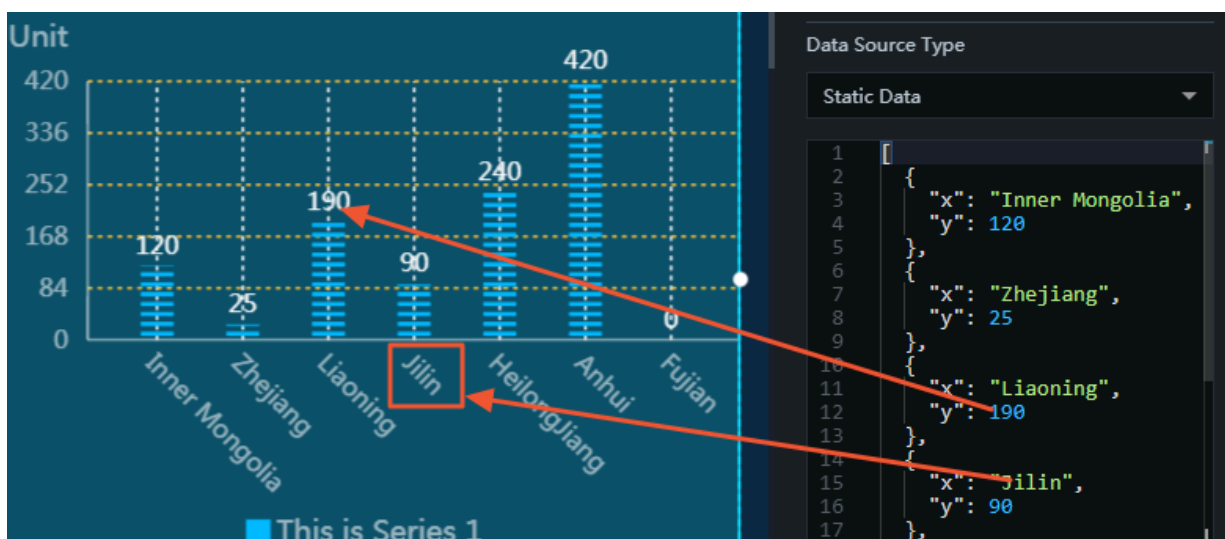 Unit
420
420
336
252
168
84
0
120
25
190
90
240
0
Inner Mongolia
Zhejiang
Liaoning
Jilin
HeilongJiang
Anhui
Fujian
This is Series 1
Data Source Type
Static Data
1 [
2 {
3 "x": "Inner Mongolia",
4 "y": 120
5 },
6 {
7 "x": "Zhejiang",
8 "y": 25
9 },
10 {
11 "x": "Liaoning",
12 "y": 190
13 },
14 {
15 "x": "Jilin",
16 "y": 90
17 },